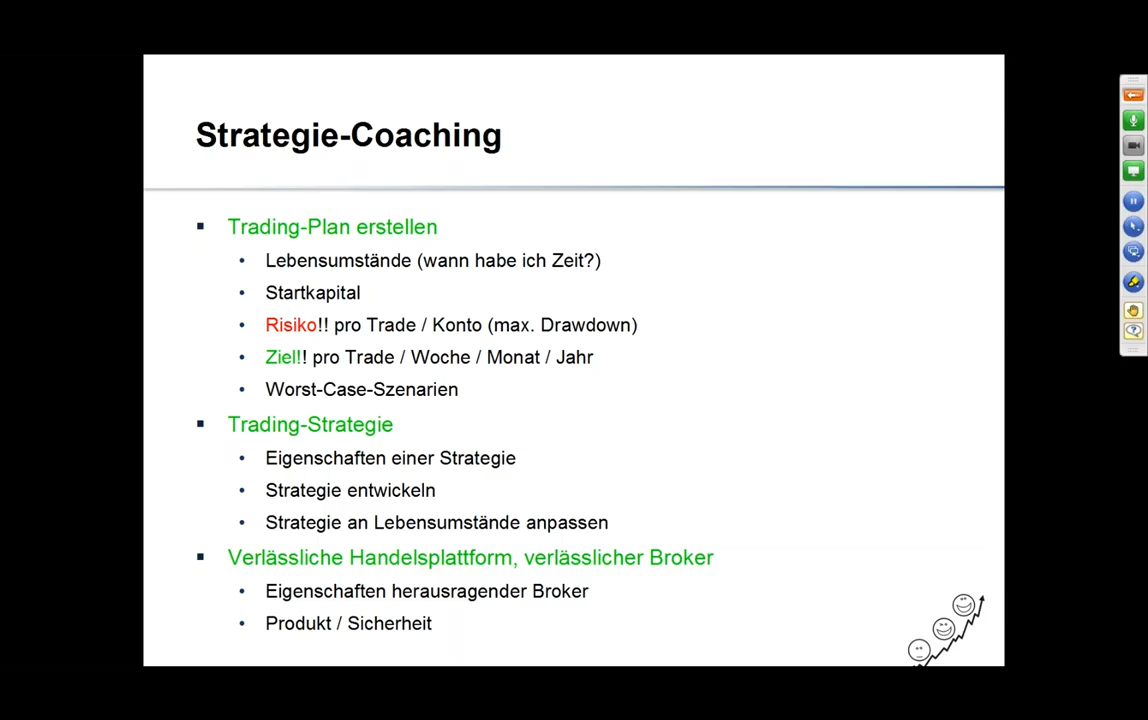 Strategie-Coaching
Trading-Plan erstellen
Lebensumstände (wann habe ich Zeit?)
Startkapital
Risiko!! pro Trade / Konto (max. Drawdown)
Ziel!! pro Trade / Woche / Monat / Jahr
Worst-Case-Szenarien
Trading-Strategie
Eigenschaften einer Strategie
Strategie entwickeln
Strategie an Lebensumstände anpassen
Verlässliche Handelsplattform, verlässlicher Broker
Eigenschaften herausragender Broker
Produkt / Sicherheit